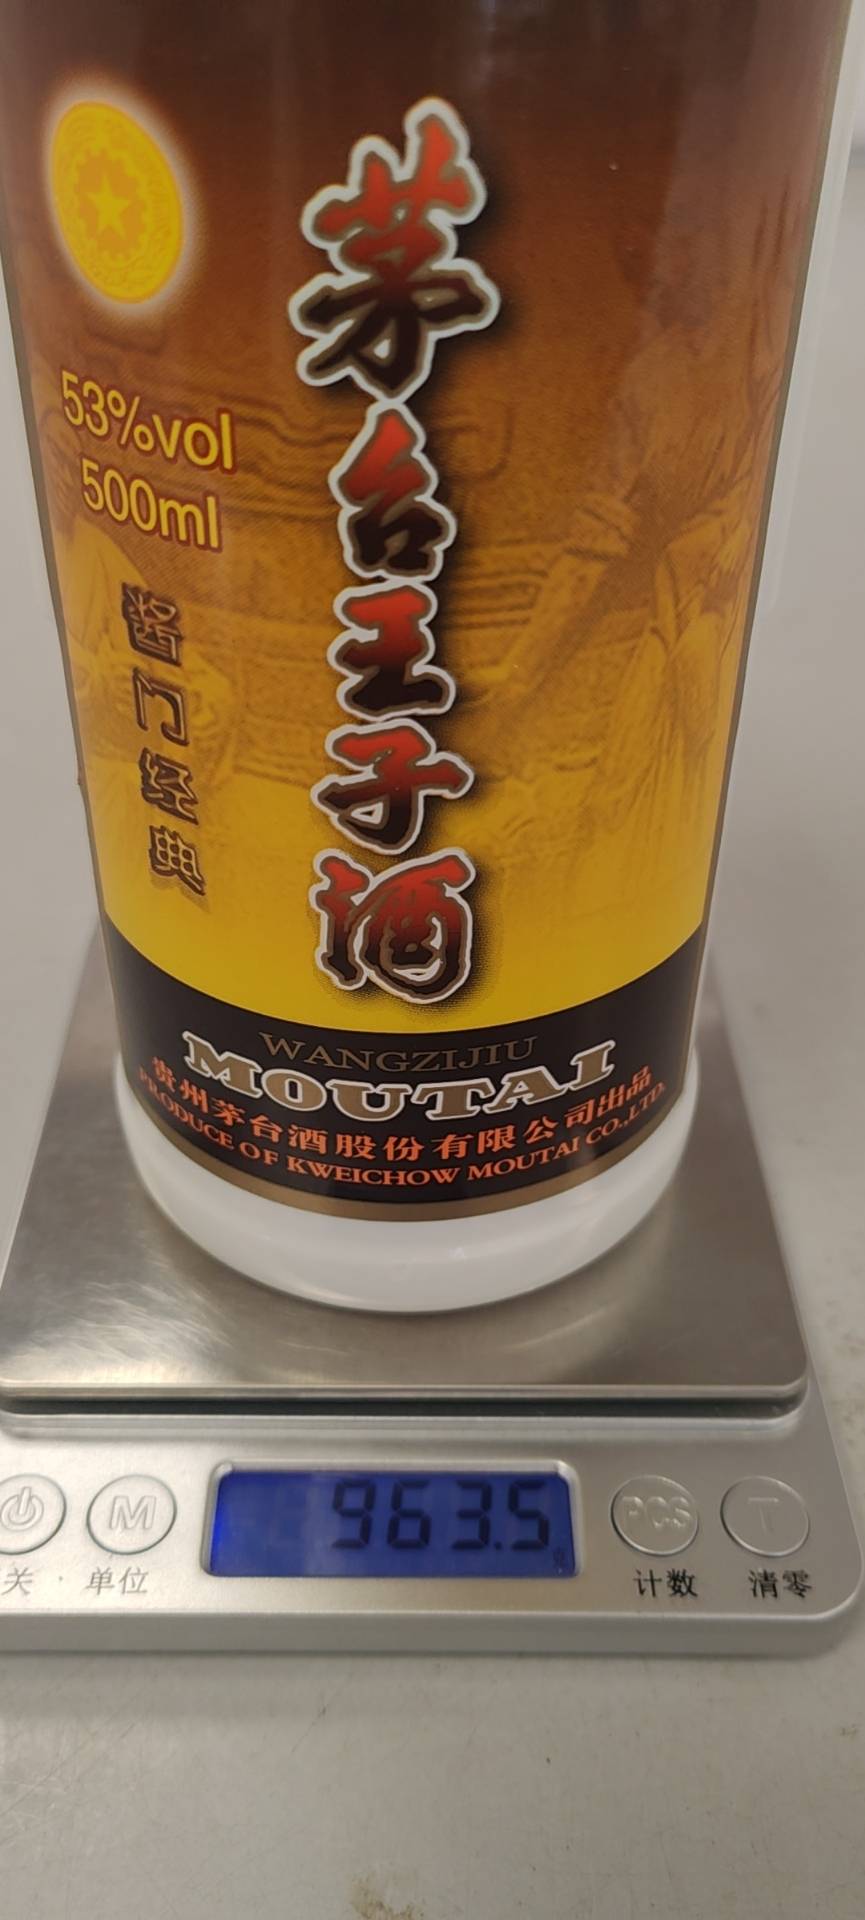 茅台王子酒
53%vol
500ml
酱门经典
WANGZIJIU
MOUTAI
贵州茅台酒股份有限公司出品
PRODUCE OF KWEICHOW MOUTAI CO.,LTD.
963.5
M
PCS
T
关
单位
计数
清零